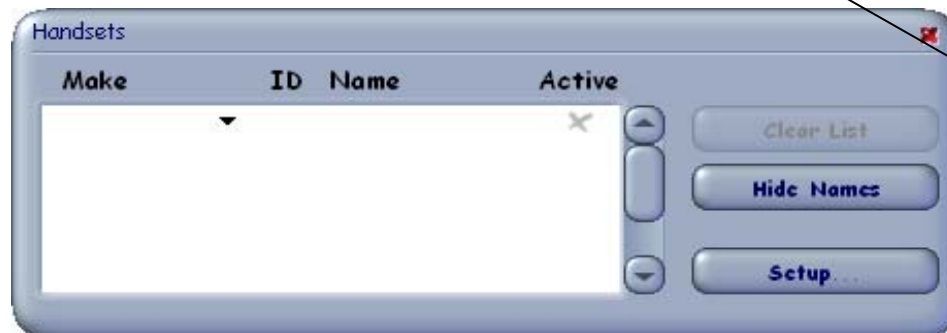 Handsets
Make ID Name Active
Clear List
Hide Names
Setup...